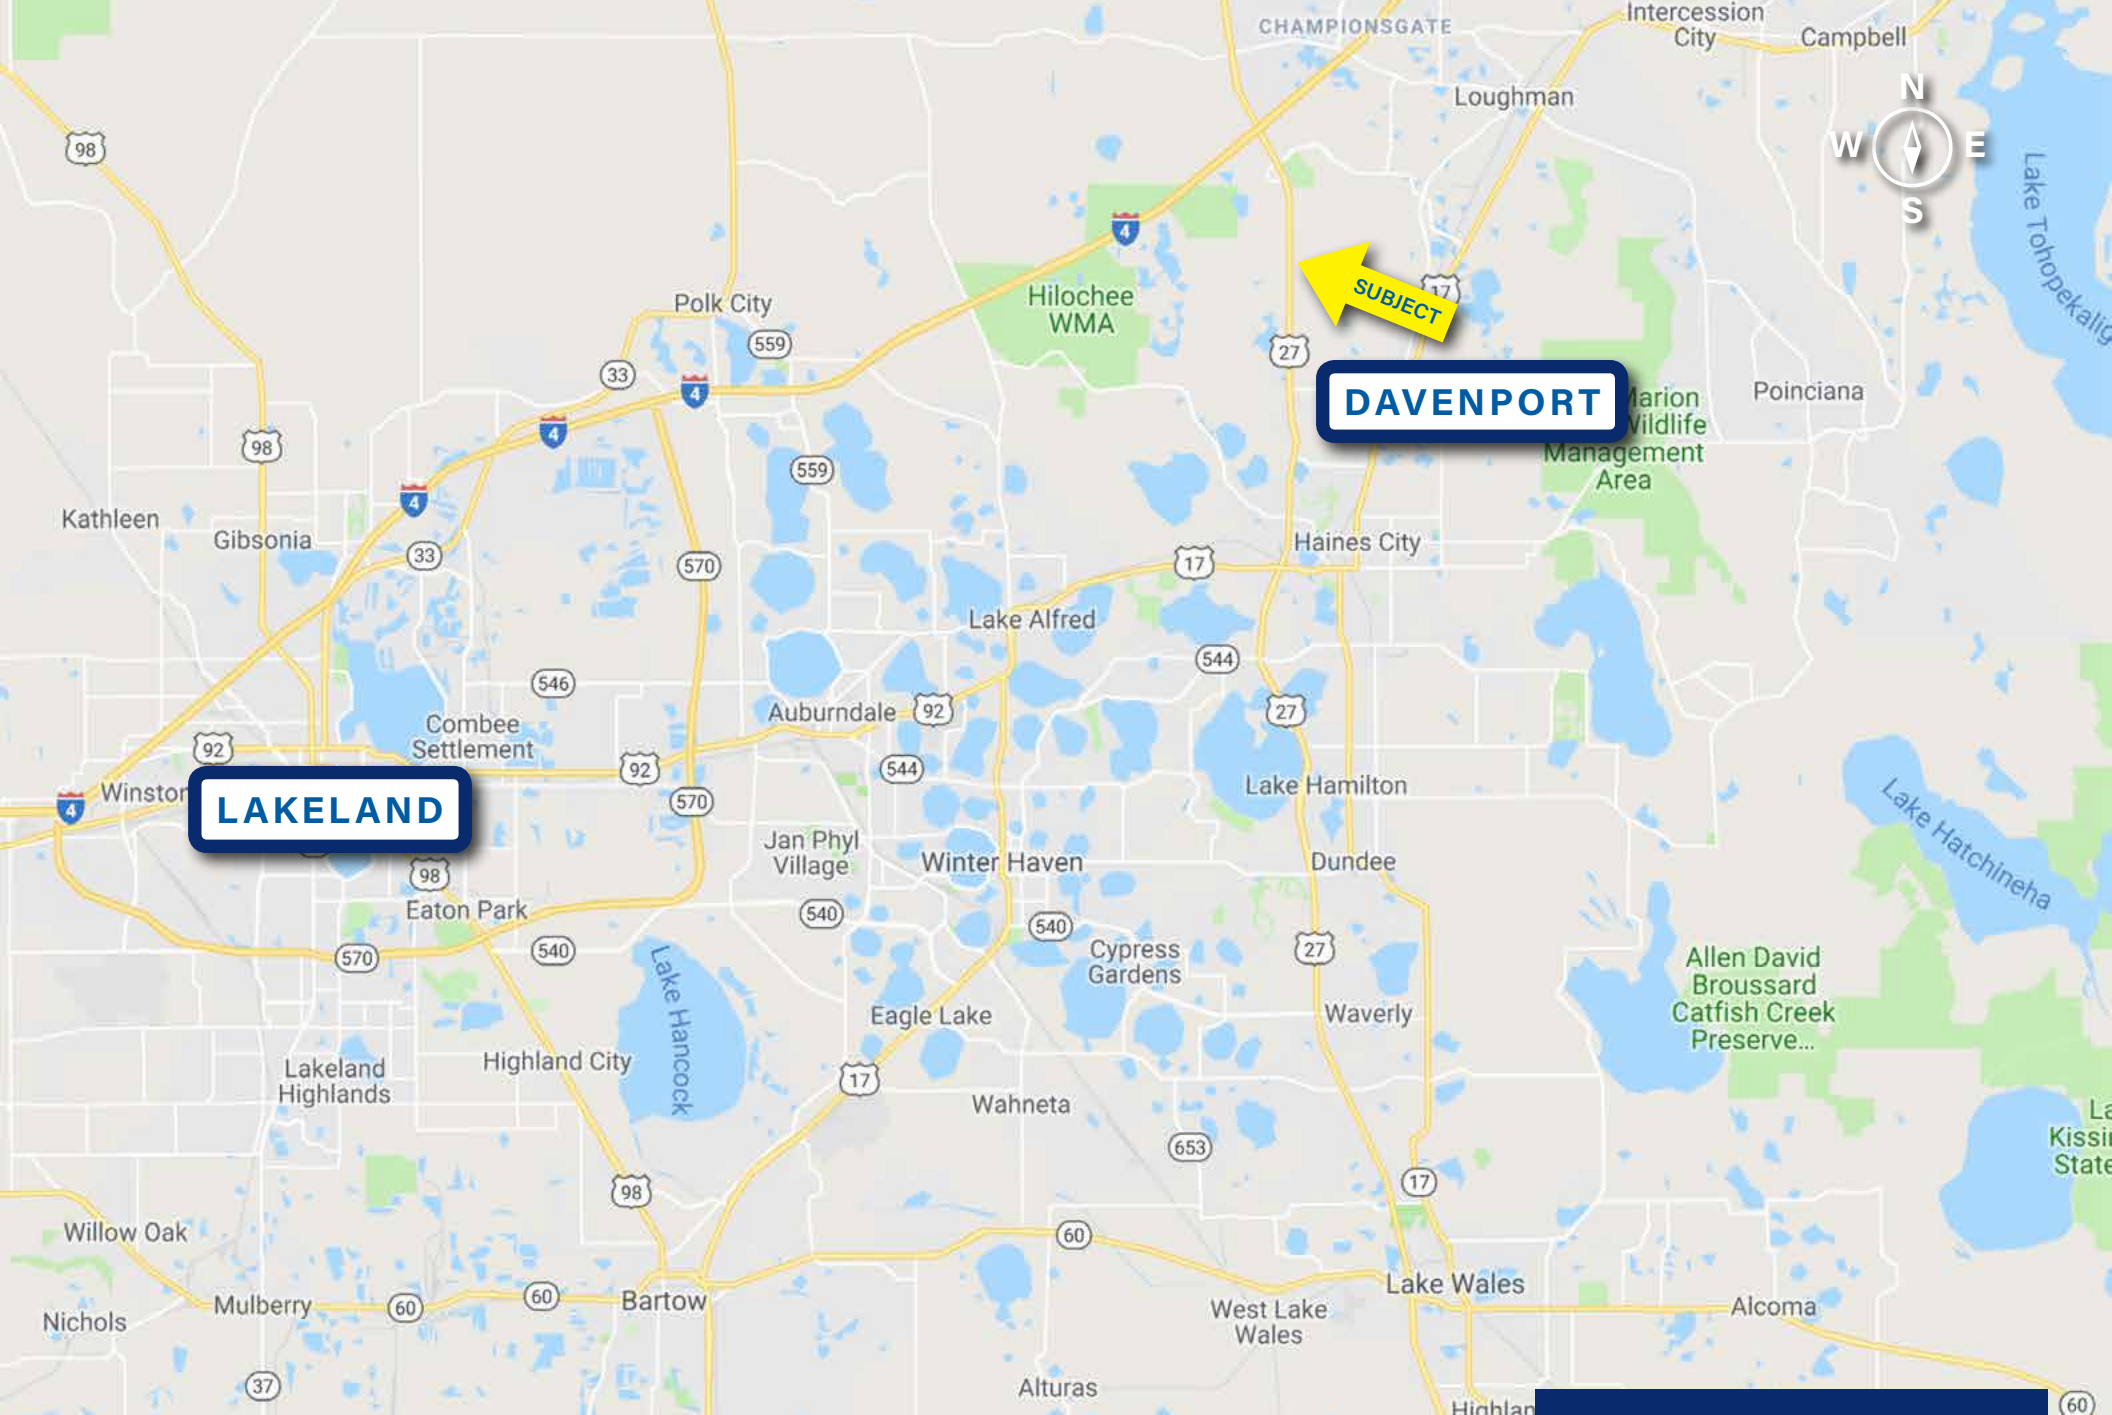 CHAMPIONSGATE
Intercession
City
Campbell
Loughman
N
W
E
S
98
Lake Tohopekalig
4
SUBJECT
17
Hilochee
WMA
Polk City
559
27
33
4
DAVENPORT
Marion
Wildlife
Management
Area
Poinciana
4
98
559
4
Kathleen
Gibsonia
33
570
17
Haines City
Lake Alfred
544
546
Auburndale
92
27
Combee
Settlement
92
92
544
Lake Hamilton
4
Winston
LAKELAND
570
Lake Hatchineha
Jan Phyl
Village
Winter Haven
Dundee
98
Eaton Park
540
540
Cypress
Gardens
27
570
540
Lake Hancock
Allen David
Broussard
Catfish Creek
Preserve...
Eagle Lake
Waverly
Highland City
Lakeland
Highlands
17
Wahneta
La
Kissi
State
653
98
17
Willow Oak
60
Lake Wales
60
60
Mulberry
Bartow
West Lake
Wales
Alcoma
Nichols
37
Alturas
Highlan
60